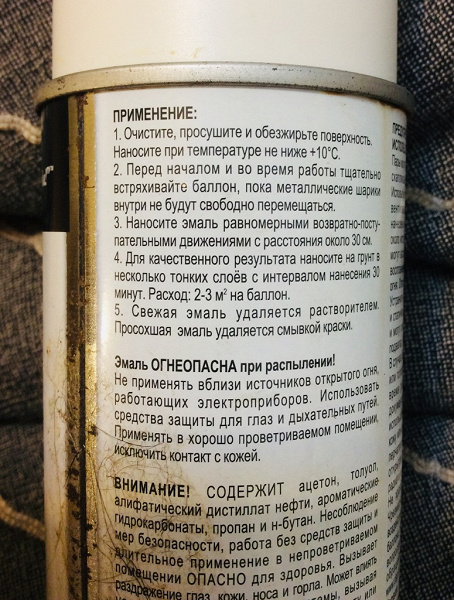 ПРИМЕНЕНИЕ:
1. Очистите, просушите и обезжирьте поверхность.
Наносите при температуре не ниже +10°С.
2. Перед началом и во время работы тщательно
встряхивайте баллон, пока металлические шарики
внутри не будут свободно перемещаться.
3. Наносите эмаль равномерными возвратно-посту-
пательными движениями с расстояния около 30 см.
4. Для качественного результата наносите на грунт в
несколько тонких слоёв с интервалом нанесения 30
минут. Расход: 2-3 м² на баллон.
5. Свежая эмаль удаляется растворителем.
Просохшая эмаль удаляется смывкой краски.
Эмаль ОГНЕОПАСНА при распылении!
Не применять вблизи источников открытого огня,
работающих электроприборов. Использовать
средства защиты для глаз и дыхательных путей.
Применять в хорошо проветриваемом помещении,
исключить контакт с кожей.
ВНИМАНИЕ! СОДЕРЖИТ ацетон, толуол,
алифатический дистиллат нефти, ароматические
гидрокарбонаты, пропан и н-бутан. Несоблюдение
мер безопасности, работа без средств защиты и
длительное применение в непроветриваемом
помещении ОПАСНО для здоровья. Вызывает
раздражение глаз, кожи, носа и горла. Может влиять
вызывая
или